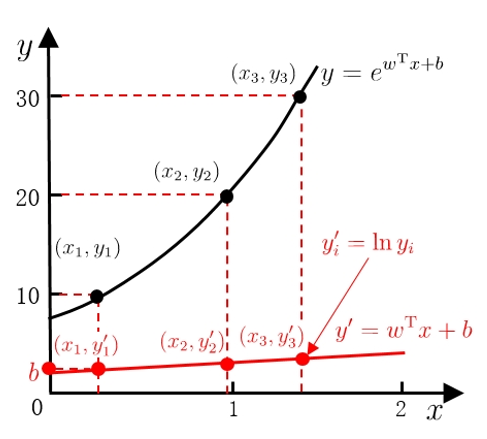 y
(x₃, y₃) y = e^{wᵀx+b}
30
(x₂, y₂)
20
(x₁, y₁)
y′ᵢ = ln yᵢ
10
(x₁, y′₁) (x₂, y′₂) (x₃, y′₃) y′ = wᵀx + b
b
0 1 2 x